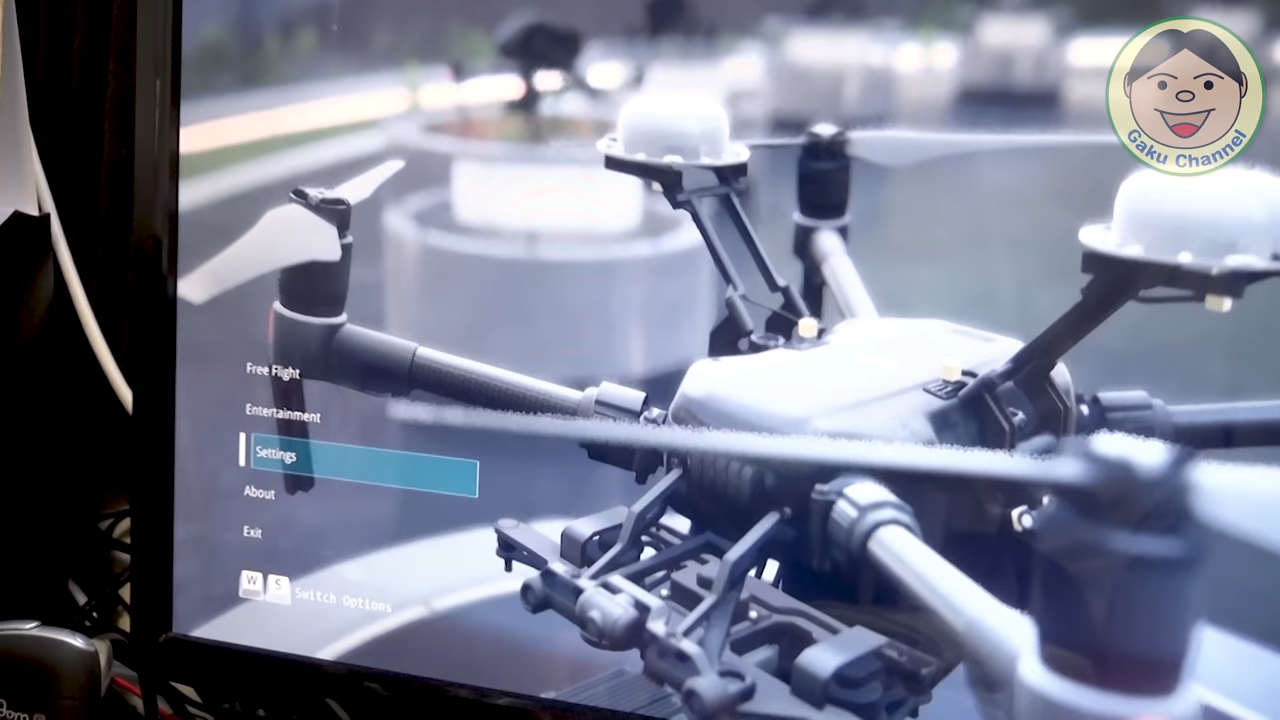 Gaku Channel
Free Flight
Entertainment
Settings
About
Exit
W S Switch Options